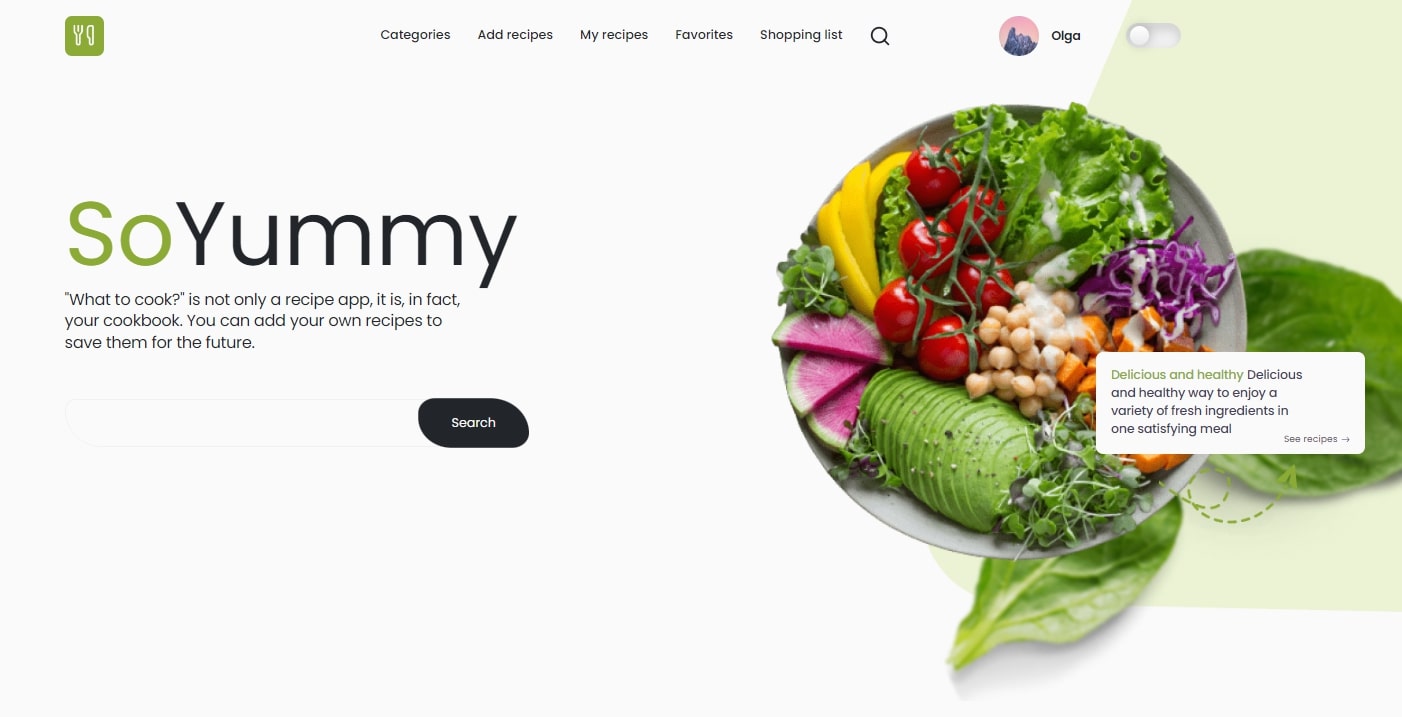 Categories Add recipes My recipes Favorites Shopping list Olga
SoYummy
"What to cook?" is not only a recipe app, it is, in fact,
your cookbook. You can add your own recipes to
save them for the future.
Search
Delicious and healthy Delicious
and healthy way to enjoy a
variety of fresh ingredients in
one satisfying meal
See recipes →